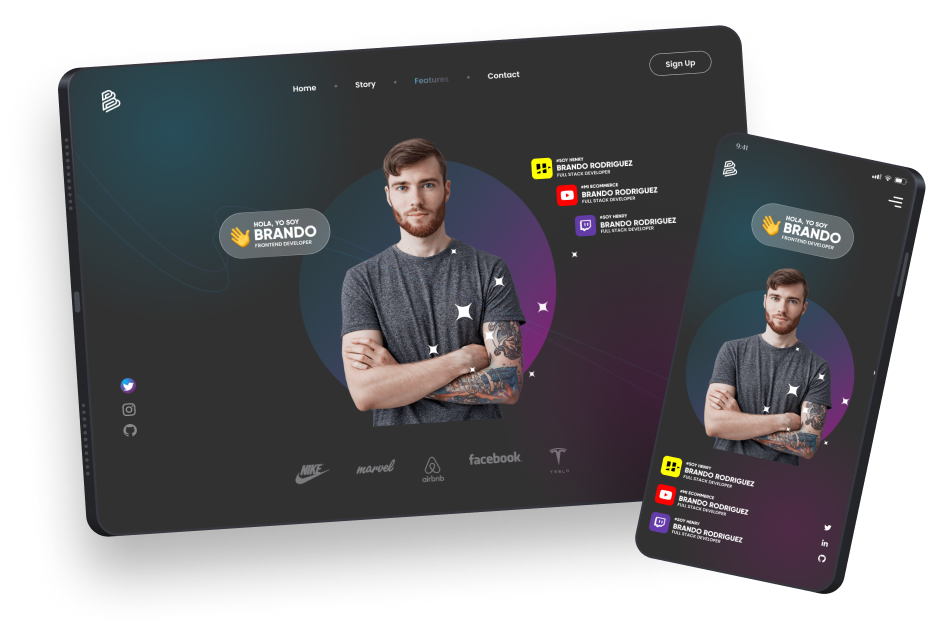 Home
Story
Features
Contact
Sign Up
HOLA, YO SOY
BRANDO
FRONTEND DEVELOPER
#SOY HENRY
BRANDO RODRIGUEZ
FULL STACK DEVELOPER
#MI ECOMMERCE
BRANDO RODRIGUEZ
FULL STACK DEVELOPER
#SOY HENRY
BRANDO RODRIGUEZ
FULL STACK DEVELOPER
NIKE
marvel
airbnb
facebook
TESLA
9:41
HOLA, YO SOY
BRANDO
FRONTEND DEVELOPER
#SOY HENRY
BRANDO RODRIGUEZ
FULL STACK DEVELOPER
#MI ECOMMERCE
BRANDO RODRIGUEZ
FULL STACK DEVELOPER
#SOY HENRY
BRANDO RODRIGUEZ
FULL STACK DEVELOPER
in